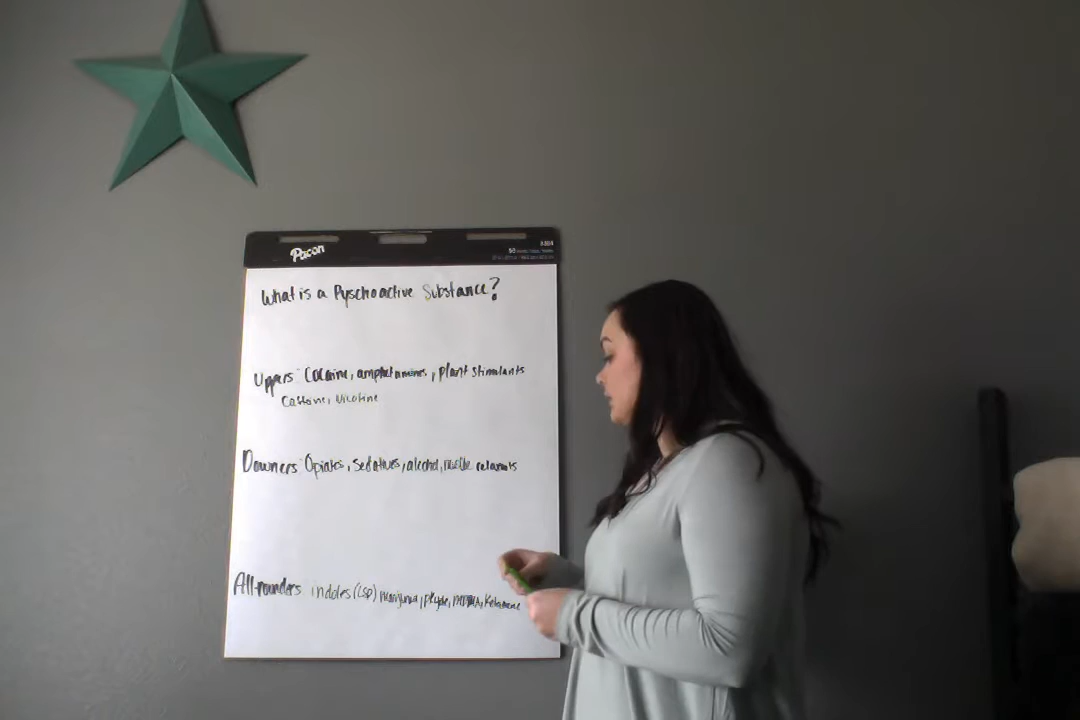 Pacon
What is a Pyschoactive Substance?
Uppers: Cocaine, amphetamines, plant stimulants
Caffeine, Nicotine
Downers: Opiates, Sedatives, alcohol, muscle relaxants
All-rounders: indoles (LSD) marijuana, MDMA, Ketamine